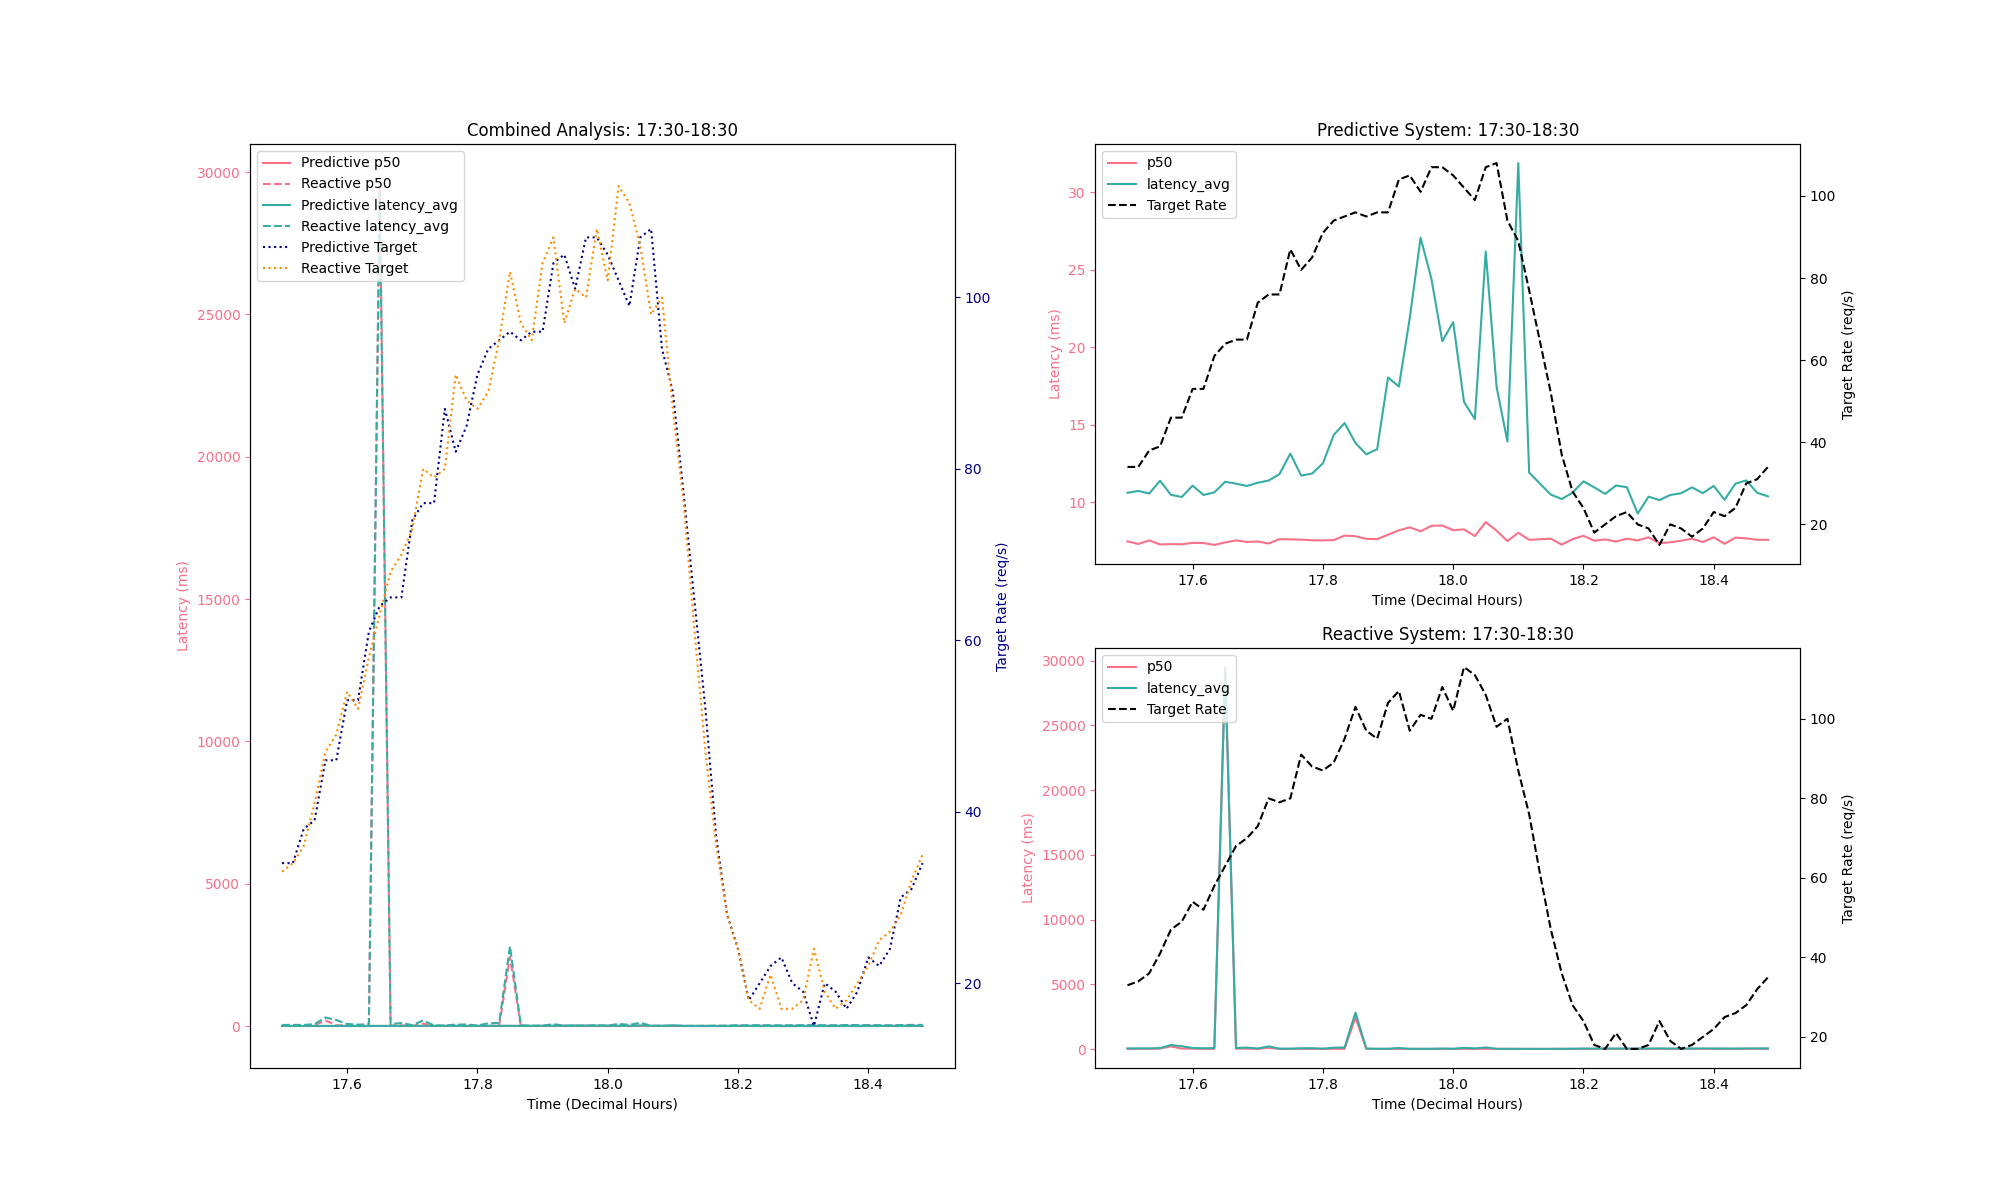 Combined Analysis: 17:30-18:30
Predictive p50
Reactive p50
Predictive latency_avg
Reactive latency_avg
Predictive Target
Reactive Target
30000
25000
20000
15000
10000
5000
0
Latency (ms)
100
80
60
40
20
Target Rate (req/s)
17.6 17.8 18.0 18.2 18.4
Time (Decimal Hours)
Predictive System: 17:30-18:30
p50
latency_avg
Target Rate
30
25
20
15
10
Latency (ms)
100
80
60
40
20
Target Rate (req/s)
17.6 17.8 18.0 18.2 18.4
Time (Decimal Hours)
Reactive System: 17:30-18:30
p50
latency_avg
Target Rate
30000
25000
20000
15000
10000
5000
0
Latency (ms)
100
80
60
40
20
Target Rate (req/s)
17.6 17.8 18.0 18.2 18.4
Time (Decimal Hours)